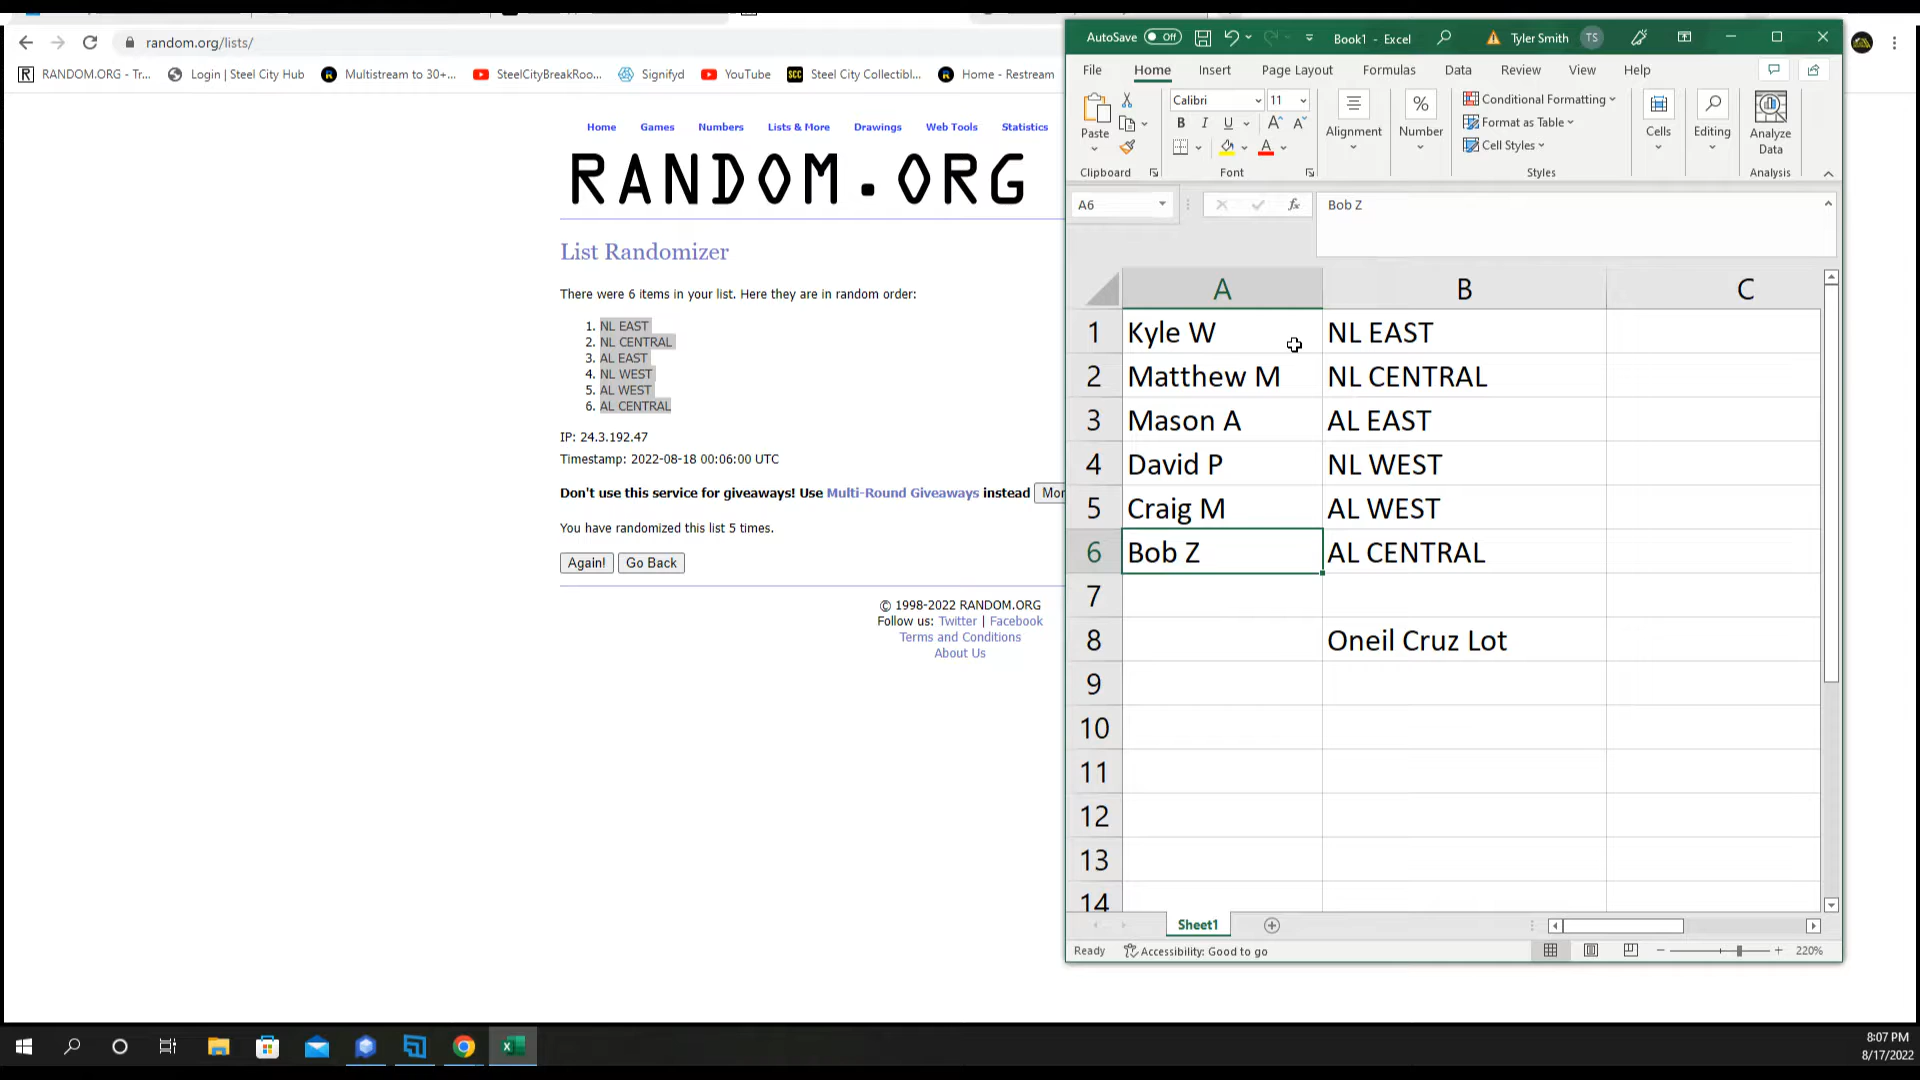 random.org/lists/
RANDOM.ORG - Tr...
Login | Steel City Hub
Multistream to 30+...
SteelCityBreakRoo...
Signifyd
YouTube
Steel City Collectibl...
Home - Restream
Home Games Numbers Lists & More Drawings Web Tools Statistics
RANDOM.ORG
List Randomizer
There were 6 items in your list. Here they are in random order:
1. NL EAST
2. NL CENTRAL
3. AL EAST
4. NL WEST
5. AL WEST
6. AL CENTRAL
IP: 24.3.192.47
Timestamp: 2022-08-18 00:06:00 UTC
Don't use this service for giveaways! Use Multi-Round Giveaways instead Mor
You have randomized this list 5 times.
Again! Go Back
© 1998-2022 RANDOM.ORG
Follow us: Twitter | Facebook
Terms and Conditions
About Us
AutoSave Off Book1 - Excel Tyler Smith TS
File Home Insert Page Layout Formulas Data Review View Help
Paste
Clipboard
Calibri 11
B I U A A
A
Font
Alignment
%
Number
Conditional Formatting
Format as Table
Cell Styles
Styles
Cells
Editing
Analyze
Data
Analysis
A6 fx Bob Z
A B C
1 Kyle W NL EAST
2 Matthew M NL CENTRAL
3 Mason A AL EAST
4 David P NL WEST
5 Craig M AL WEST
6 Bob Z AL CENTRAL
7
8 Oneil Cruz Lot
9
10
11
12
13
14
Sheet1
Ready Accessibility: Good to go 220%
8:07 PM
8/17/2022